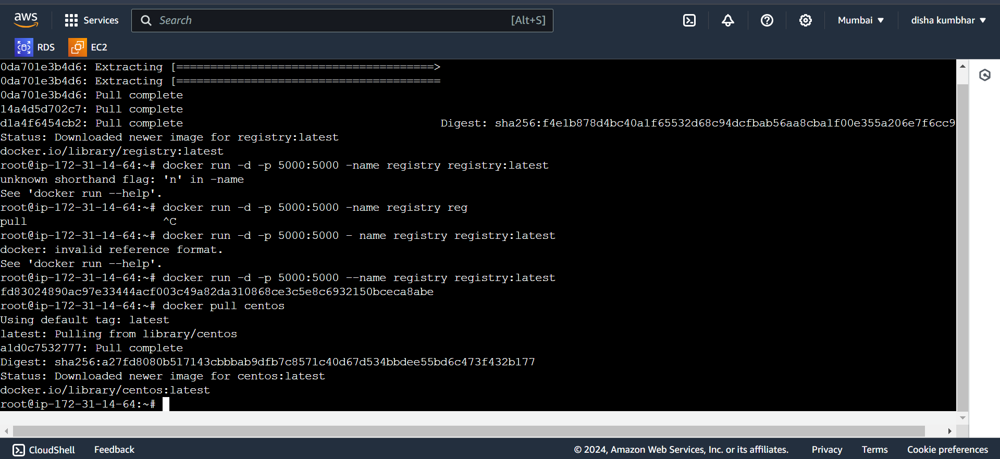 aws
Services
Search
[Alt+S]
Mumbai
disha kumbhar
RDS
EC2
0da701e3b4d6: Extracting [======================================>
0da701e3b4d6: Extracting [=======================================
0da701e3b4d6: Pull complete
14a4d5d702c7: Pull complete
d1a4f6454cb2: Pull complete Digest: sha256:f4e1b878d4bc40a1f65532d68c94dcfbab56aa8cba1f00e355a206e7f6cc9
Status: Downloaded newer image for registry:latest
docker.io/library/registry:latest
root@ip-172-31-14-64:~# docker run -d -p 5000:5000 -name registry registry:latest
unknown shorthand flag: 'n' in -name
See 'docker run --help'.
root@ip-172-31-14-64:~# docker run -d -p 5000:5000 -name registry reg
pull ^C
root@ip-172-31-14-64:~# docker run -d -p 5000:5000 - name registry registry:latest
docker: invalid reference format.
See 'docker run --help'.
root@ip-172-31-14-64:~# docker run -d -p 5000:5000 --name registry registry:latest
fd83024890ac97e33444acf003c49a82da310868ce3c5e8c6932150bceca8abe
root@ip-172-31-14-64:~# docker pull centos
Using default tag: latest
latest: Pulling from library/centos
a1d0c7532777: Pull complete
Digest: sha256:a27fd8080b517143cbbbab9dfb7c8571c40d67d534bbdee55bd6c473f432b177
Status: Downloaded newer image for centos:latest
docker.io/library/centos:latest
root@ip-172-31-14-64:~#
CloudShell
Feedback
© 2024, Amazon Web Services, Inc. or its affiliates.
Privacy
Terms
Cookie preferences